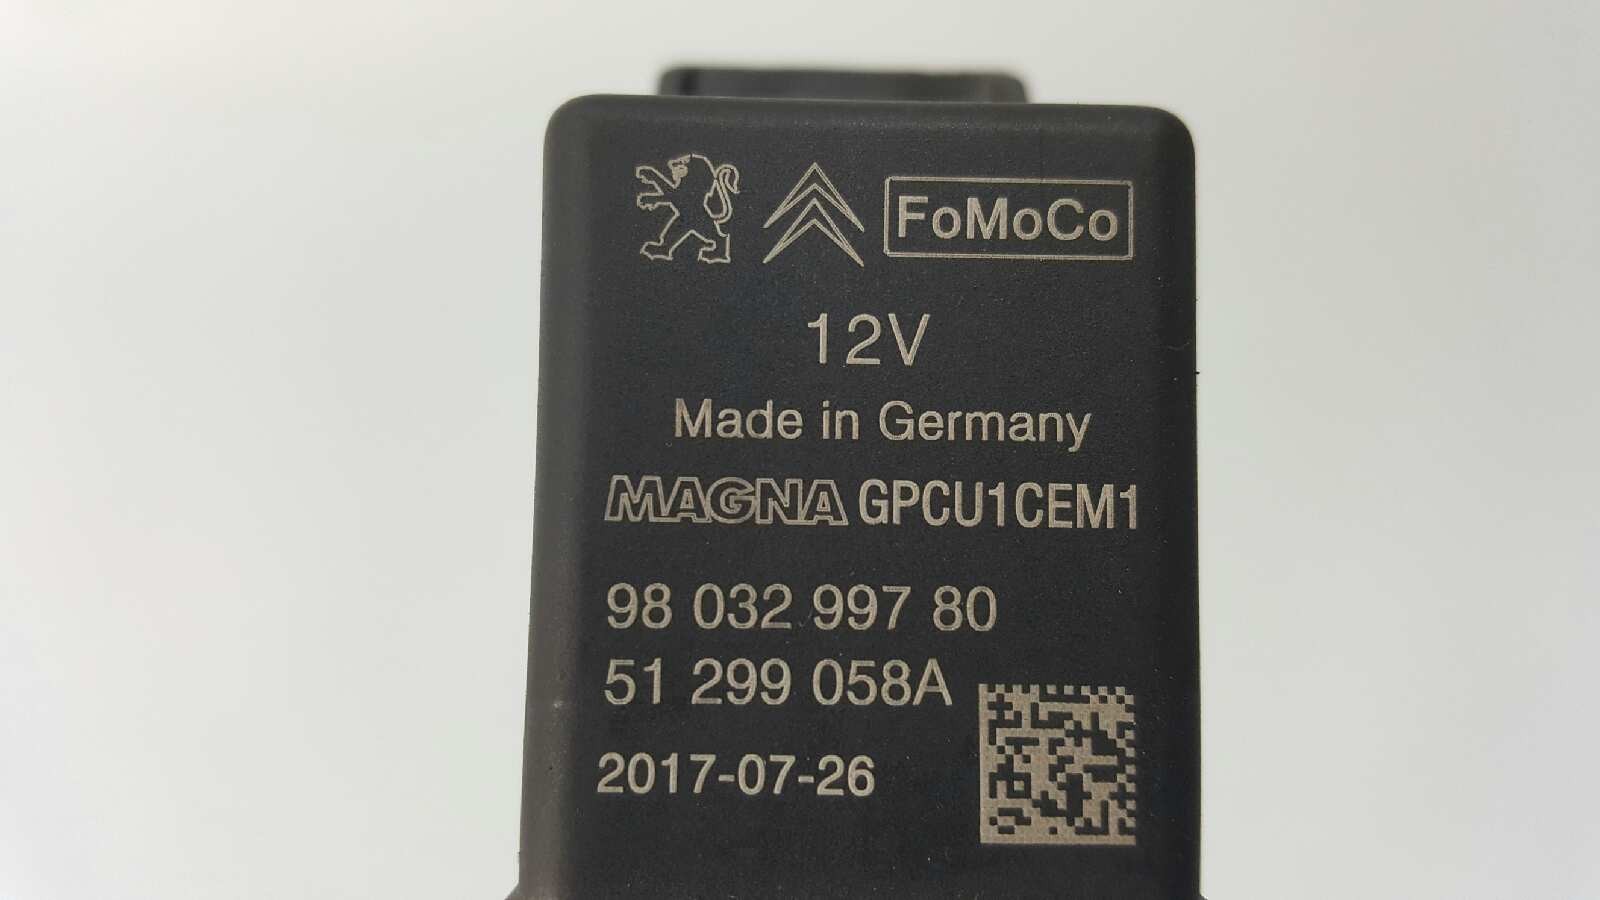 FoMoCo
12V
Made in Germany
MAGNA GPCU1CEM1
98 032 997 80
51 299 058A
2017-07-26